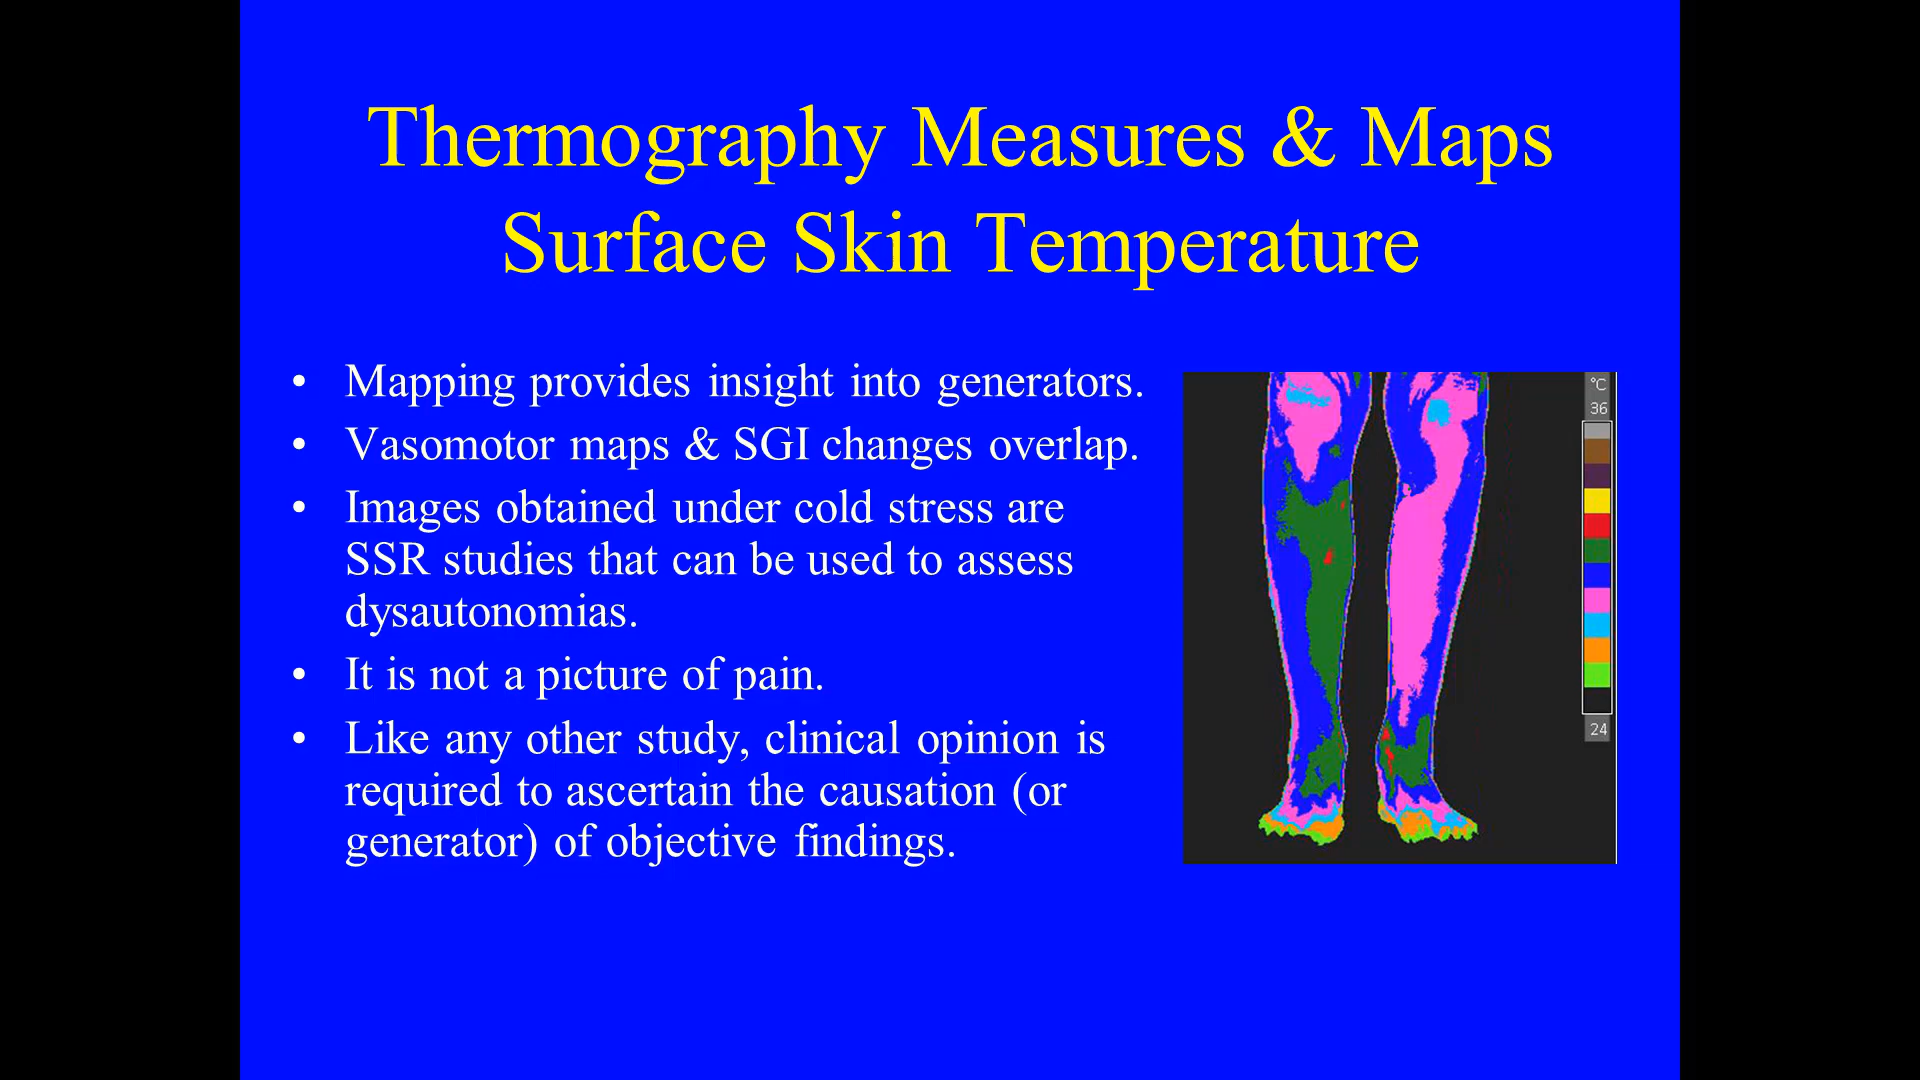 Thermography Measures & Maps
Surface Skin Temperature
• Mapping provides insight into generators.
• Vasomotor maps & SGI changes overlap.
• Images obtained under cold stress are
SSR studies that can be used to assess
dysautonomias.
• It is not a picture of pain.
• Like any other study, clinical opinion is
required to ascertain the causation (or
generator) of objective findings.
°C
36
24